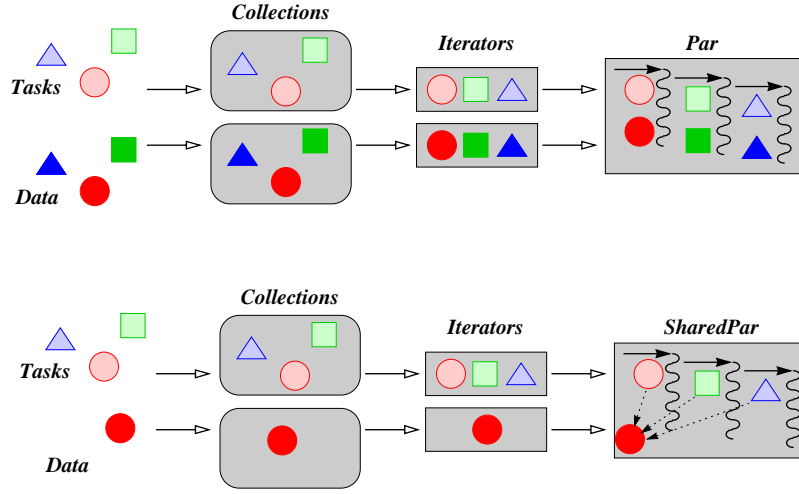 Collections
Iterators
Par
Tasks
Data
Collections
Iterators
SharedPar
Tasks
Data